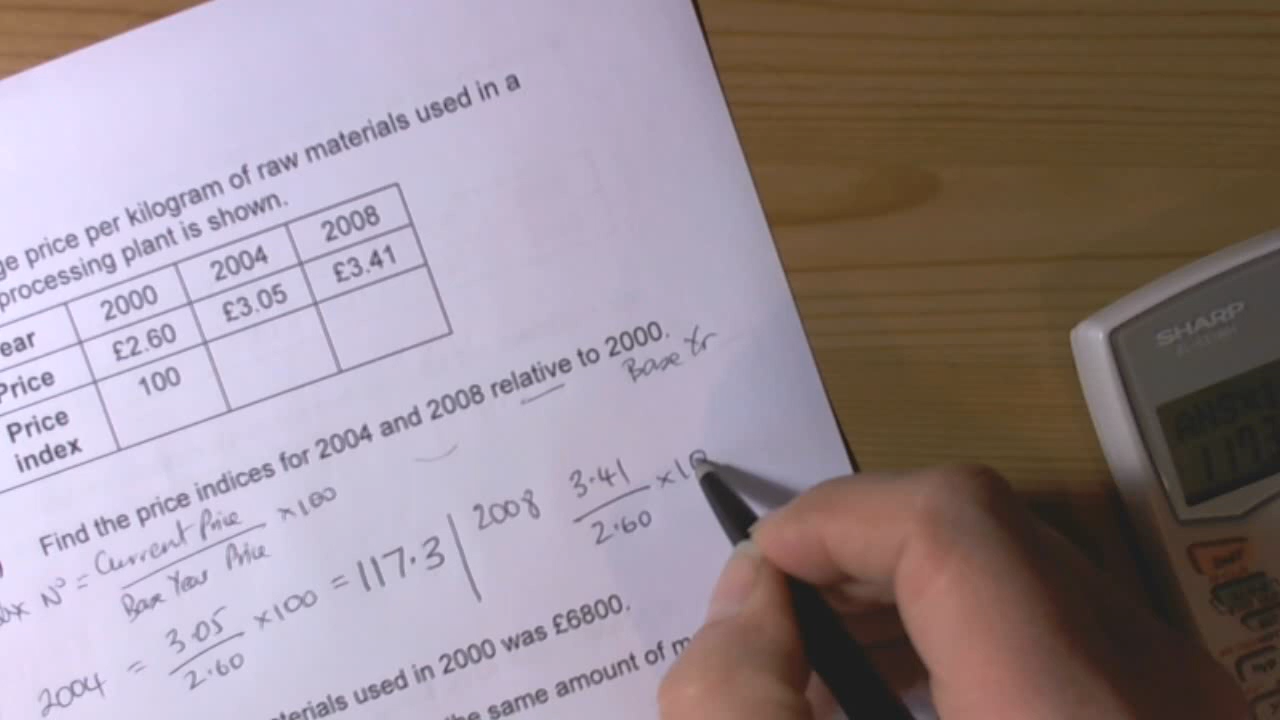 ge price per kilogram of raw materials used in a
processing plant is shown.
ear 2000 2004 2008
Price £2.60 £3.05 £3.41
Price index 100
Find the price indices for 2004 and 2008 relative to 2000.
Base Yr
N° = Current Price / Base Year Price ×100
2004 = 3.05 / 2.60 ×100 = 117.3
2008 3.41 / 2.60 ×10
terials used in 2000 was £6800.
he same amount of m
SHARP